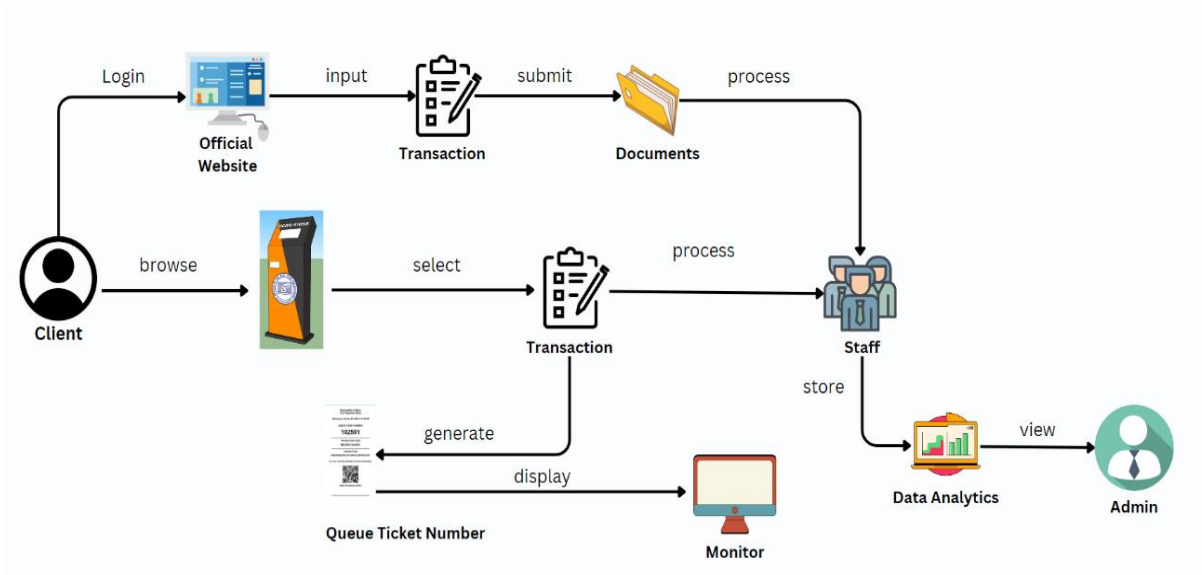 Login
input
submit
process
Official
Website
Transaction
Documents
browse
select
process
Client
Transaction
Staff
store
generate
102501
view
display
Data Analytics
Admin
Queue Ticket Number
Monitor